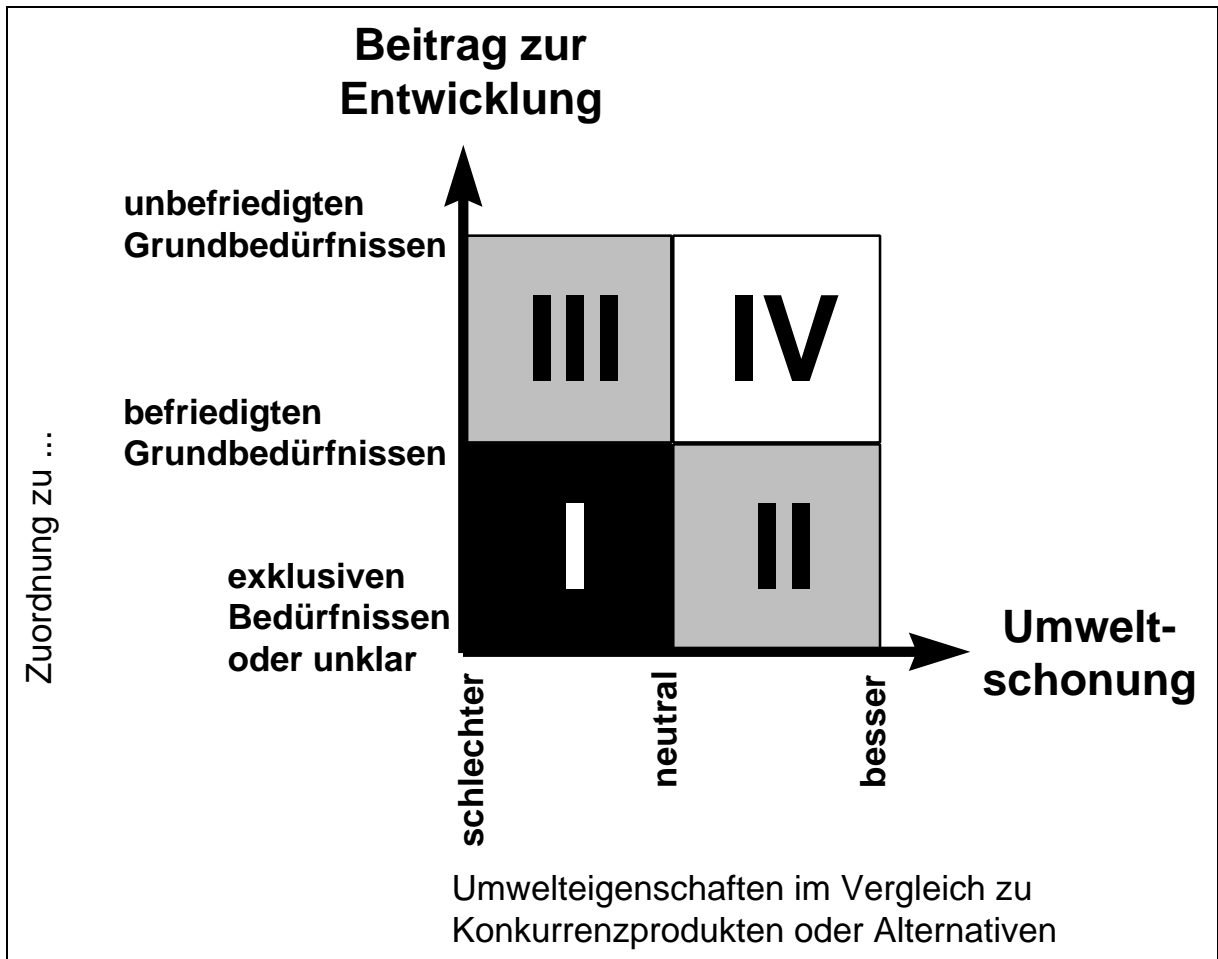 Beitrag zur
Entwicklung
unbefriedigten
Grundbedürfnissen
III
IV
befriedigten
Grundbedürfnissen
Zuordnung zu ...
I
II
exklusiven
Bedürfnissen
oder unklar
Umwelt-
schonung
schlechter
neutral
besser
Umwelteigenschaften im Vergleich zu
Konkurrenzprodukten oder Alternativen